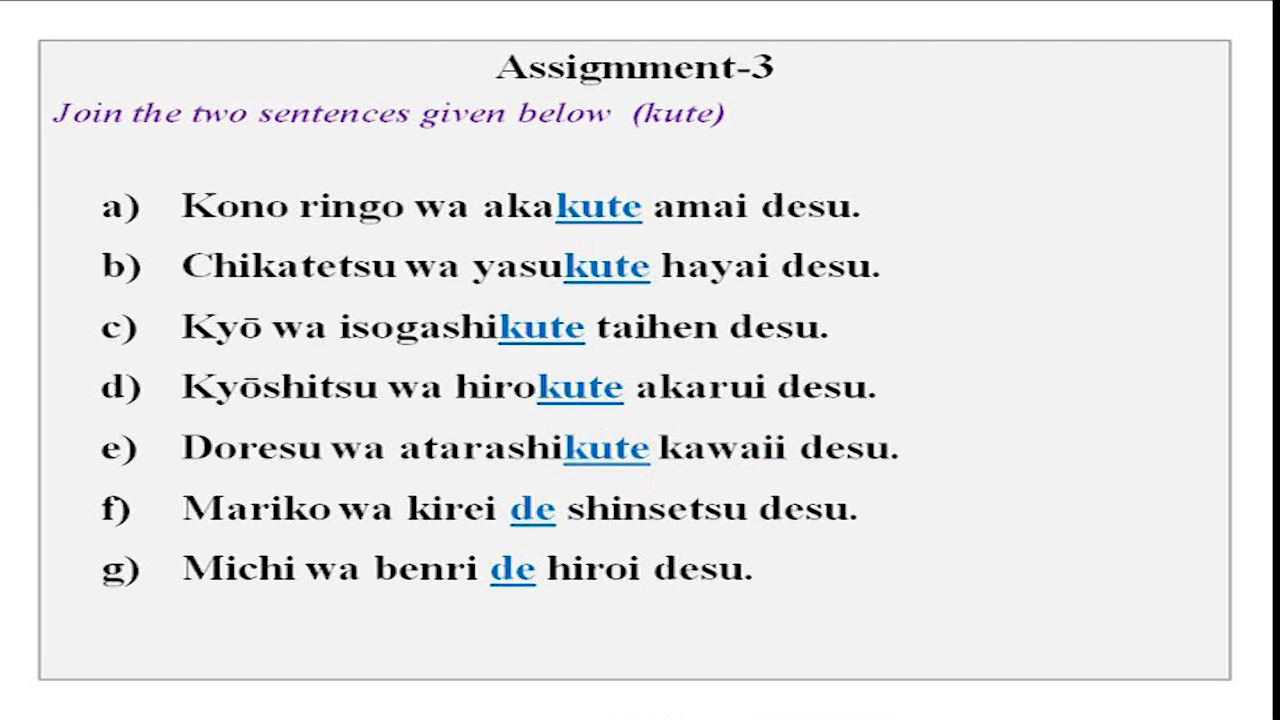 Assigmment-3
Join the two sentences given below (kute)
a) Kono ringo wa akakute amai desu.
b) Chikatetsu wa yasukute hayai desu.
c) Kyō wa isogashikute taihen desu.
d) Kyōshitsu wa hirokute akarui desu.
e) Doresu wa atarashikute kawaii desu.
f) Mariko wa kirei de shinsetsu desu.
g) Michi wa benri de hiroi desu.